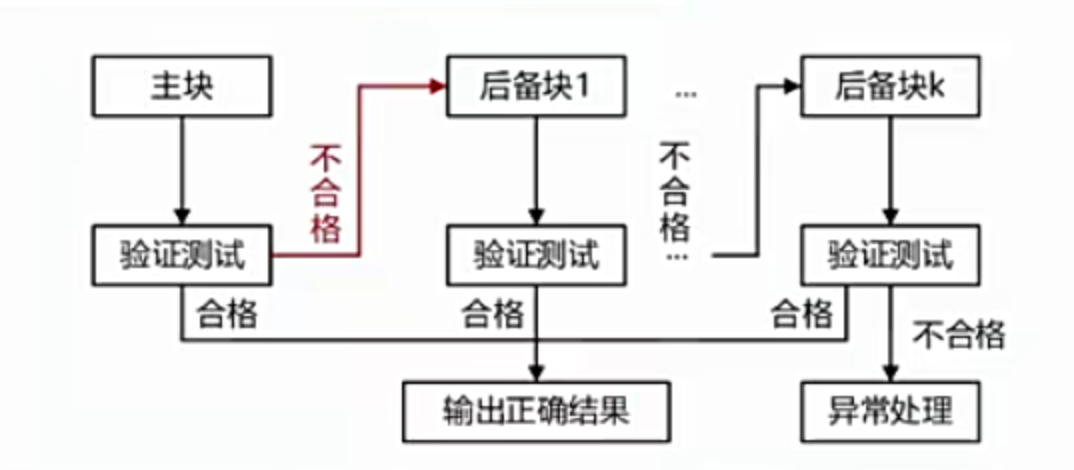 主块
后备块1
...
后备块k
不合格
不合格
...
验证测试
验证测试
验证测试
合格
合格
合格
不合格
输出正确结果
异常处理